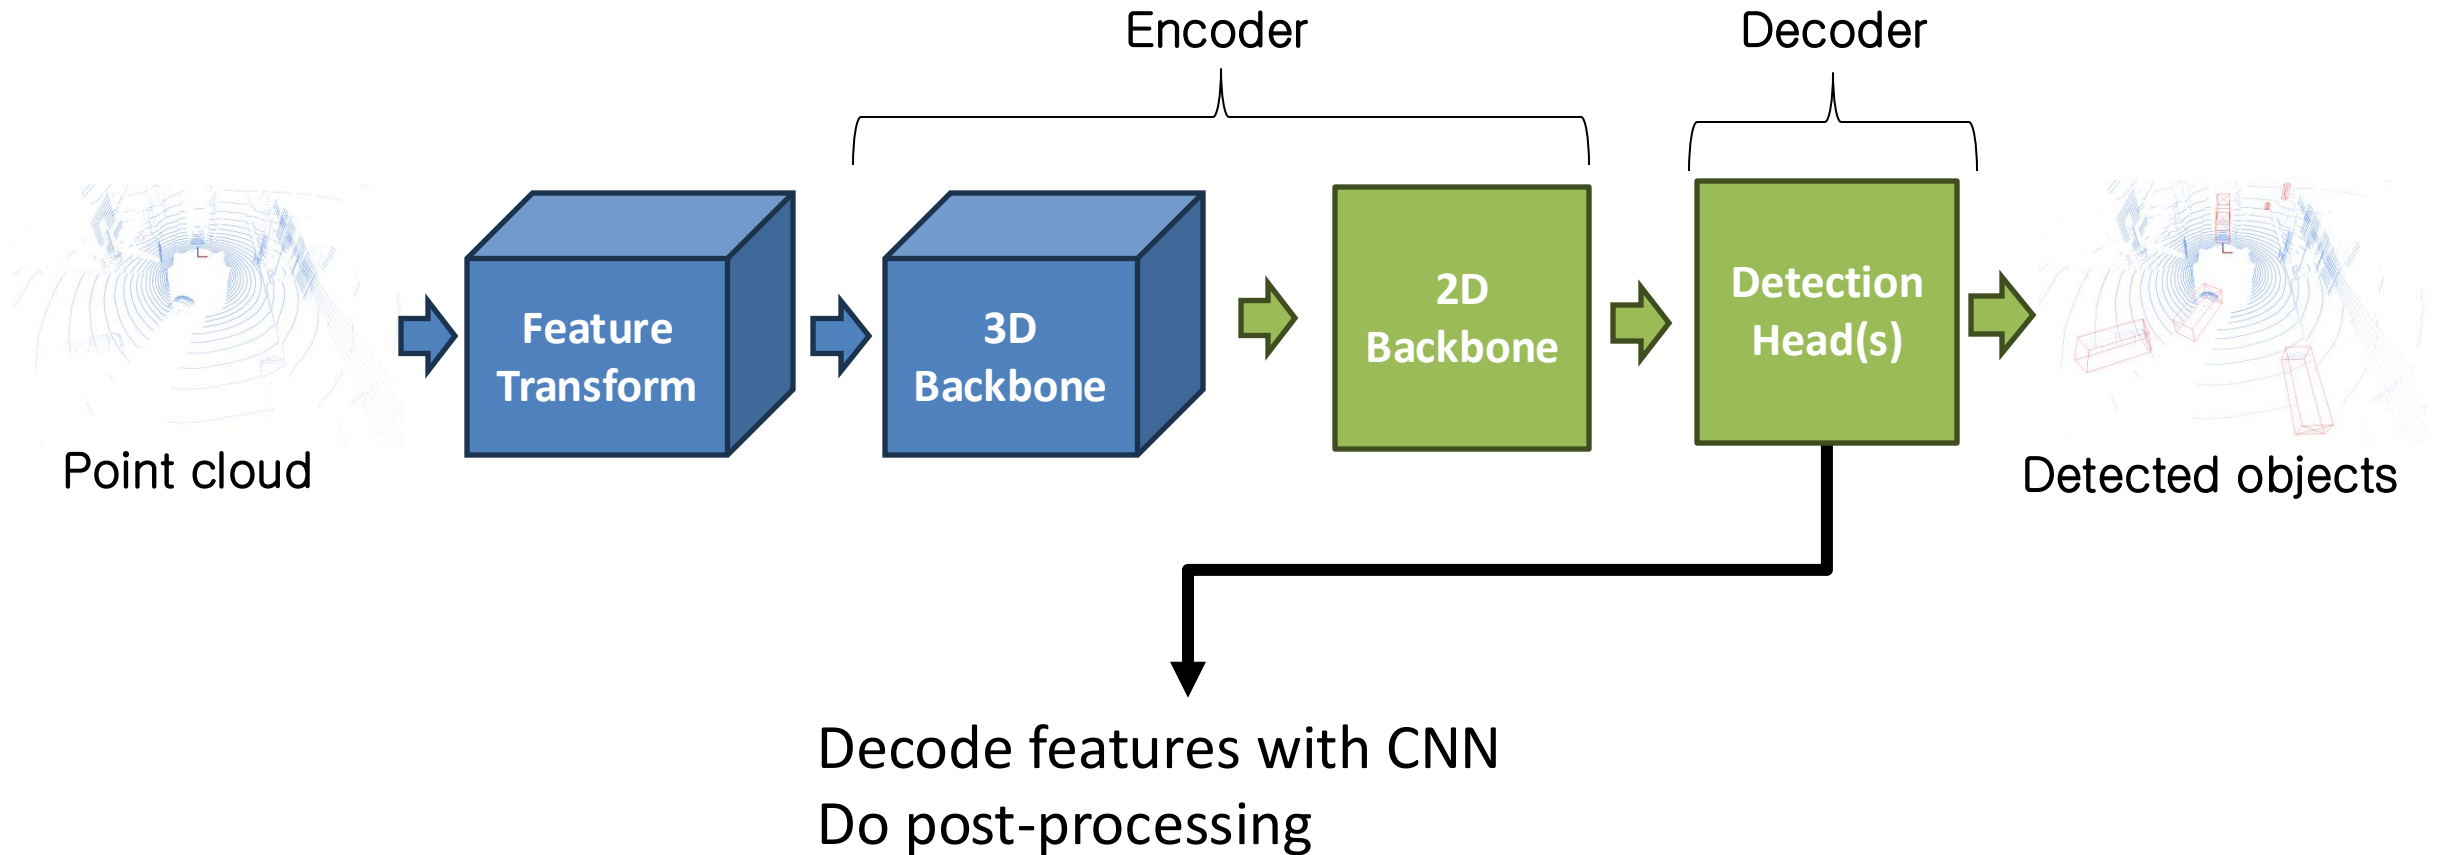 Encoder
Decoder
Feature
Transform
3D
Backbone
2D
Backbone
Detection
Head(s)
Point cloud
Detected objects
Decode features with CNN
Do post-processing